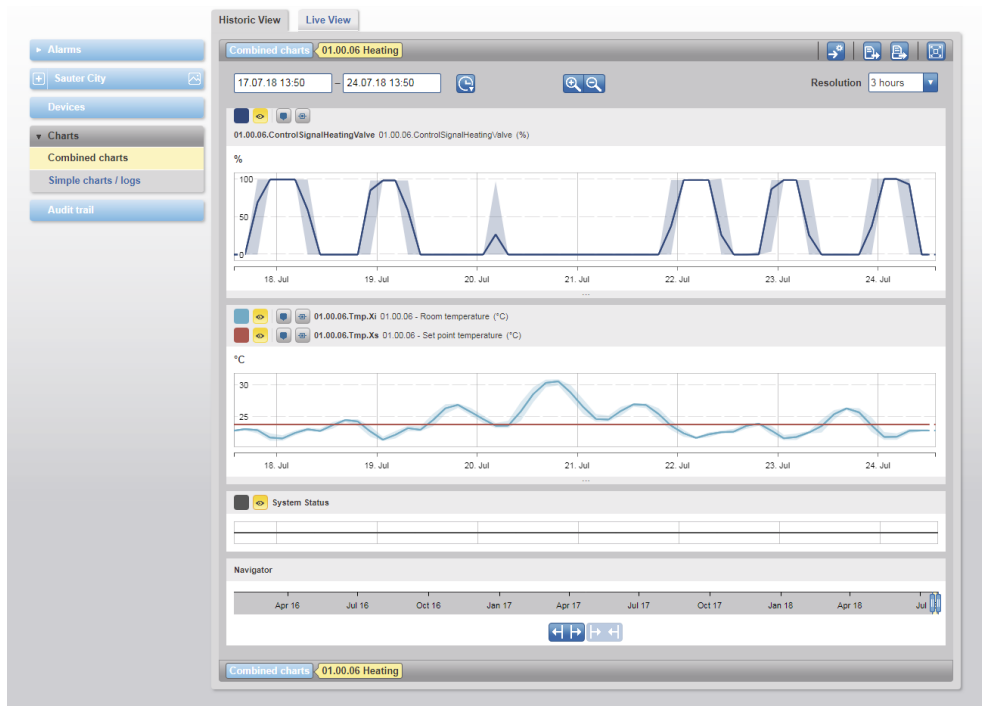 Historic View
Live View
Alarms
Sauter City
Devices
Charts
Combined charts
Simple charts / logs
Audit trail
Combined charts 01.00.06 Heating
17.07.18 13:50 – 24.07.18 13:50
Resolution 3 hours
01.00.06.ControlSignalHeatingValve 01.00.06.ControlSignalHeatingValve (%)
%
100
50
0
18. Jul 19. Jul 20. Jul 21. Jul 22. Jul 23. Jul 24. Jul
...
01.00.06.Tmp.Xi 01.00.06 - Room temperature (°C)
01.00.06.Tmp.Xs 01.00.06 - Set point temperature (°C)
°C
30
25
18. Jul 19. Jul 20. Jul 21. Jul 22. Jul 23. Jul 24. Jul
...
System Status
Navigator
Apr 16 Jul 16 Oct 16 Jan 17 Apr 17 Jul 17 Oct 17 Jan 18 Apr 18 Jul
Combined charts 01.00.06 Heating